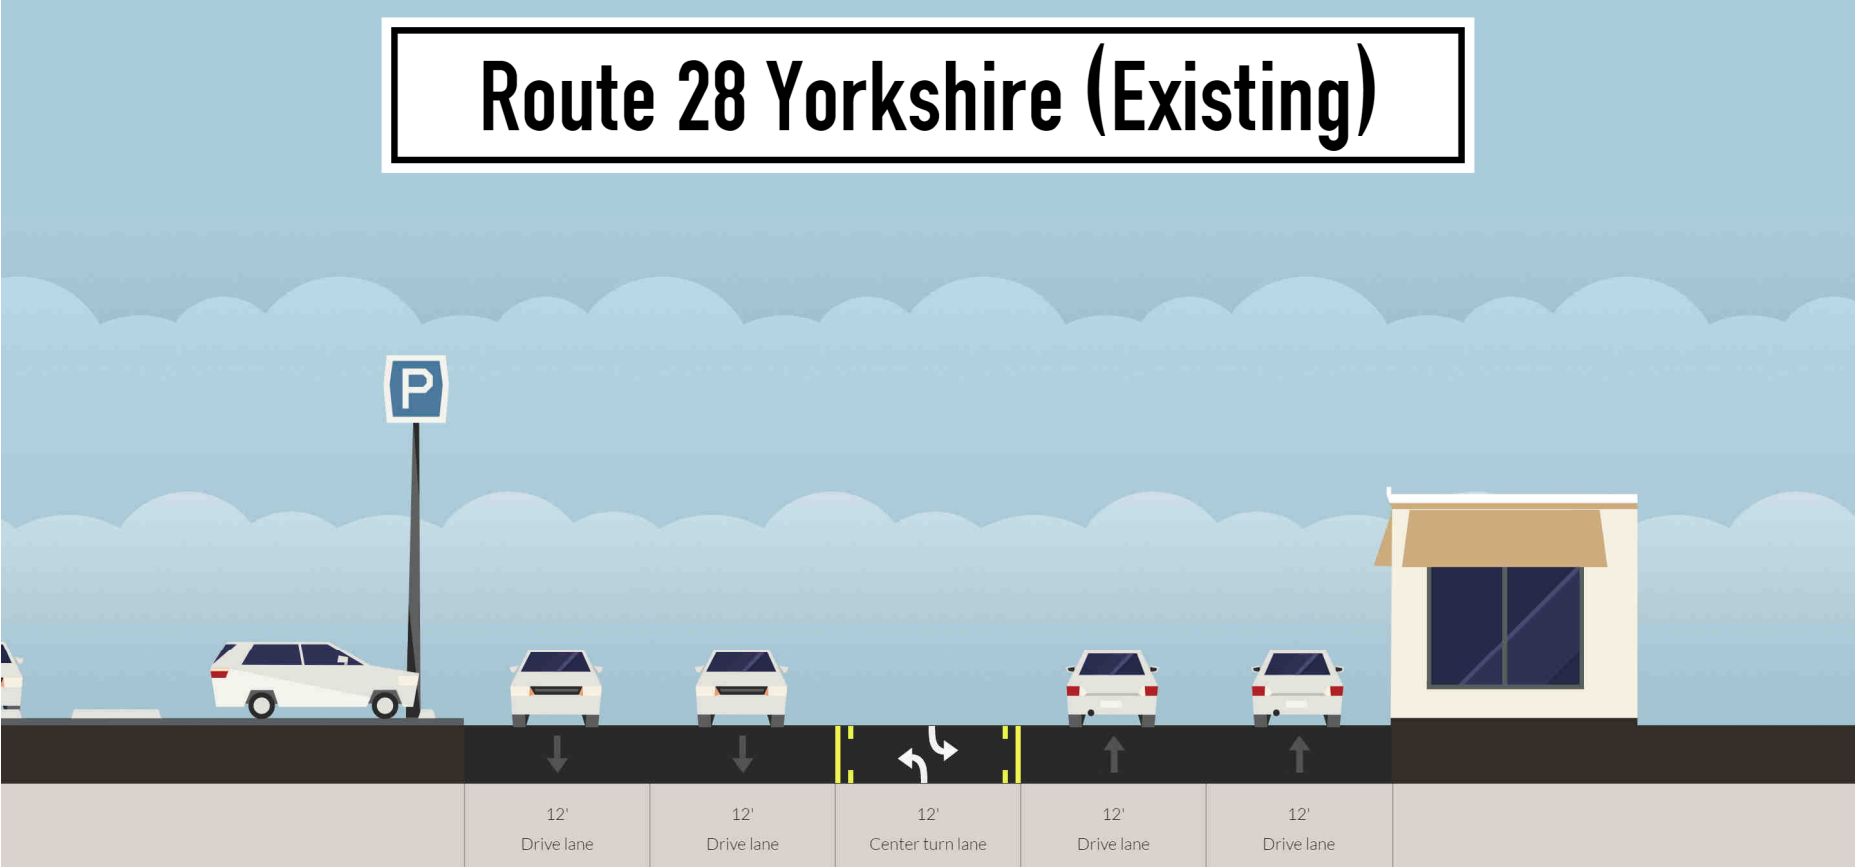 Route 28 Yorkshire (Existing)
P
12'
Drive lane
12'
Drive lane
12'
Center turn lane
12'
Drive lane
12'
Drive lane